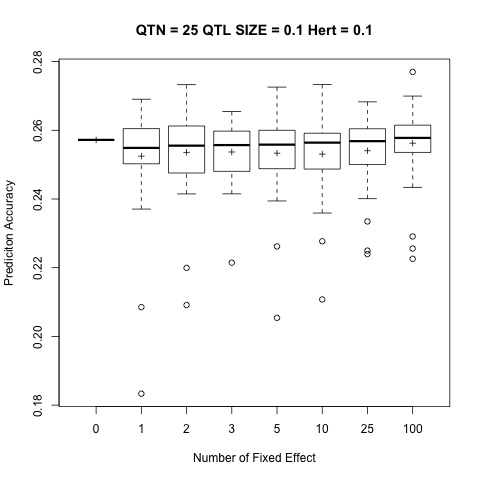 QTN = 25 QTL SIZE = 0.1 Hert = 0.1
0.28
0.26
0.24
0.22
0.20
0.18
Prediciton Accuracy
0 1 2 3 5 10 25 100
Number of Fixed Effect